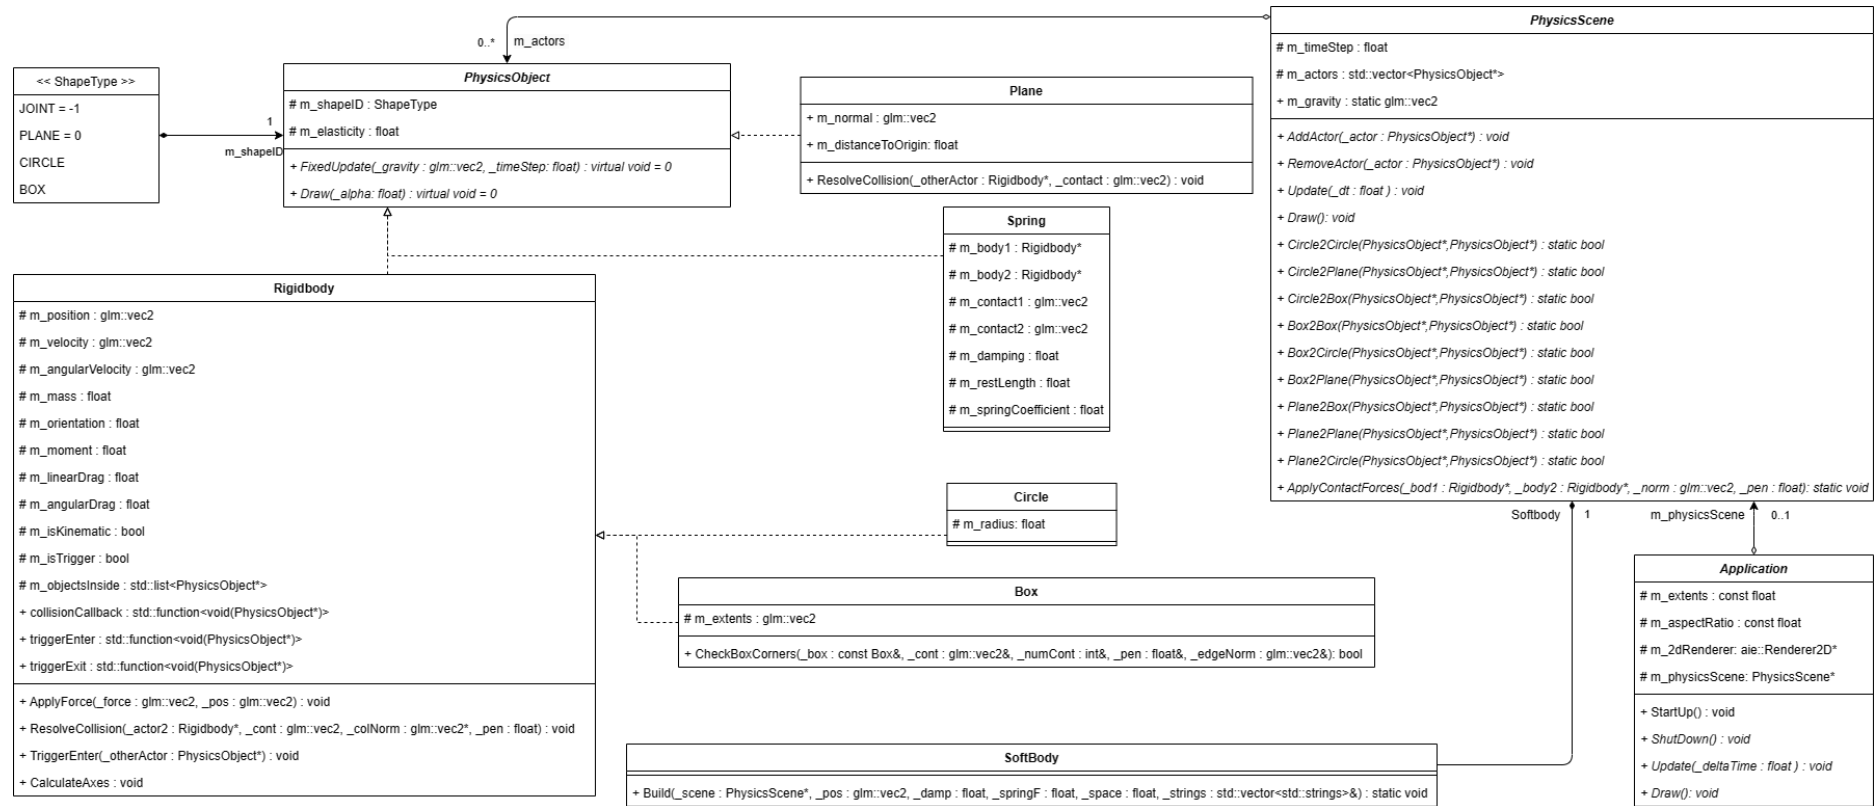 << ShapeType >>
JOINT = -1
PLANE = 0
CIRCLE
BOX
1
m_shapeID
0..*
m_actors
PhysicsObject
# m_shapeID : ShapeType
# m_elasticity : float
+ FixedUpdate(_gravity : glm::vec2, _timeStep: float) : virtual void = 0
+ Draw(_alpha: float) : virtual void = 0
Plane
+ m_normal : glm::vec2
+ m_distanceToOrigin: float
+ ResolveCollision(_otherActor : Rigidbody*, _contact : glm::vec2) : void
Spring
# m_body1 : Rigidbody*
# m_body2 : Rigidbody*
# m_contact1 : glm::vec2
# m_contact2 : glm::vec2
# m_damping : float
# m_restLength : float
# m_springCoefficient : float
PhysicsScene
# m_timeStep : float
# m_actors : std::vector<PhysicsObject*>
+ m_gravity : static glm::vec2
+ AddActor(_actor : PhysicsObject*) : void
+ RemoveActor(_actor : PhysicsObject*) : void
+ Update(_dt : float ) : void
+ Draw(): void
+ Circle2Circle(PhysicsObject*,PhysicsObject*) : static bool
+ Circle2Plane(PhysicsObject*,PhysicsObject*) : static bool
+ Circle2Box(PhysicsObject*,PhysicsObject*) : static bool
+ Box2Box(PhysicsObject*,PhysicsObject*) : static bool
+ Box2Circle(PhysicsObject*,PhysicsObject*) : static bool
+ Box2Plane(PhysicsObject*,PhysicsObject*) : static bool
+ Plane2Box(PhysicsObject*,PhysicsObject*) : static bool
+ Plane2Plane(PhysicsObject*,PhysicsObject*) : static bool
+ Plane2Circle(PhysicsObject*,PhysicsObject*) : static bool
+ ApplyContactForces(_bod1 : Rigidbody*, _body2 : Rigidbody*, _norm : glm::vec2, _pen : float): static void
Rigidbody
# m_position : glm::vec2
# m_velocity : glm::vec2
# m_angularVelocity : glm::vec2
# m_mass : float
# m_orientation : float
# m_moment : float
# m_linearDrag : float
# m_angularDrag : float
# m_isKinematic : bool
# m_isTrigger : bool
# m_objectsInside : std::list<PhysicsObject*>
+ collisionCallback : std::function<void(PhysicsObject*)>
+ triggerEnter : std::function<void(PhysicsObject*)>
+ triggerExit : std::function<void(PhysicsObject*)>
+ ApplyForce(_force : glm::vec2, _pos : glm::vec2) : void
+ ResolveCollision(_actor2 : Rigidbody*, _cont : glm::vec2, _colNorm : glm::vec2*, _pen : float) : void
+ TriggerEnter(_otherActor : PhysicsObject*) : void
+ CalculateAxes : void
Circle
# m_radius: float
Box
# m_extents : glm::vec2
+ CheckBoxCorners(_box : const Box&, _cont : glm::vec2&, _numCont : int&, _pen : float&, _edgeNorm : glm::vec2&): bool
SoftBody
+ Build(_scene : PhysicsScene*, _pos : glm::vec2, _damp : float, _springF : float, _space : float, _strings : std::vector<std::strings>&) : static void
Softbody
1
m_physicsScene
0..1
Application
# m_extents : const float
# m_aspectRatio : const float
# m_2dRenderer: aie::Renderer2D*
# m_physicsScene: PhysicsScene*
+ StartUp() : void
+ ShutDown() : void
+ Update(_deltaTime : float ) : void
+ Draw(): void